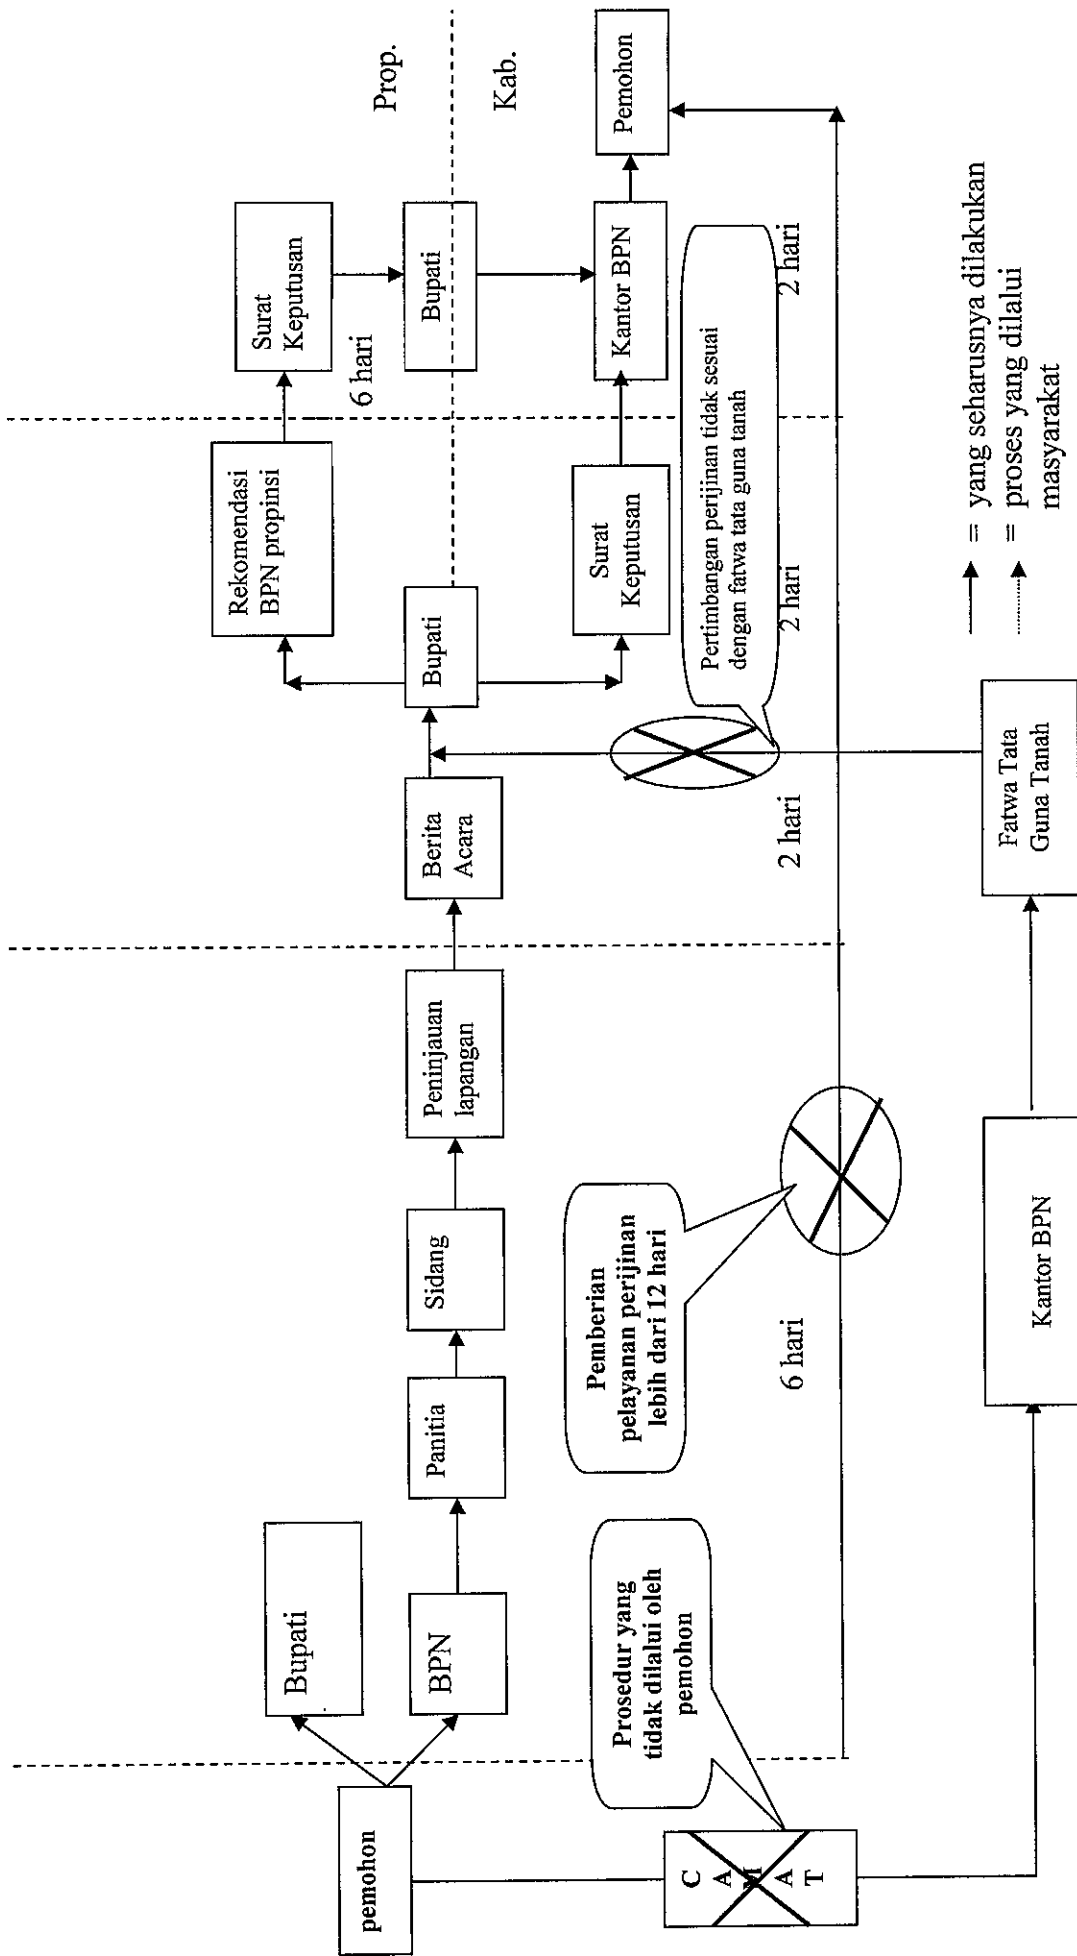 pemohon
Bupati
BPN
Panitia
Sidang
Peninjauan
lapangan
Berita
Acara
Bupati
Rekomendasi
BPN propinsi
Surat
Keputusan
6 hari
Bupati
Prop.
Kab.
Surat
Keputusan
Kantor BPN
Pemohon
Pertimbangan perijinan tidak sesuai
dengan fatwa tata guna tanah
Pemberian
pelayanan perijinan
lebih dari 12 hari
Prosedur yang
tidak dilalui oleh
pemohon
6 hari
2 hari
2 hari
2 hari
C
A
M
A
T
Kantor BPN
Fatwa Tata
Guna Tanah
= yang seharusnya dilakukan
= proses yang dilalui
masyarakat